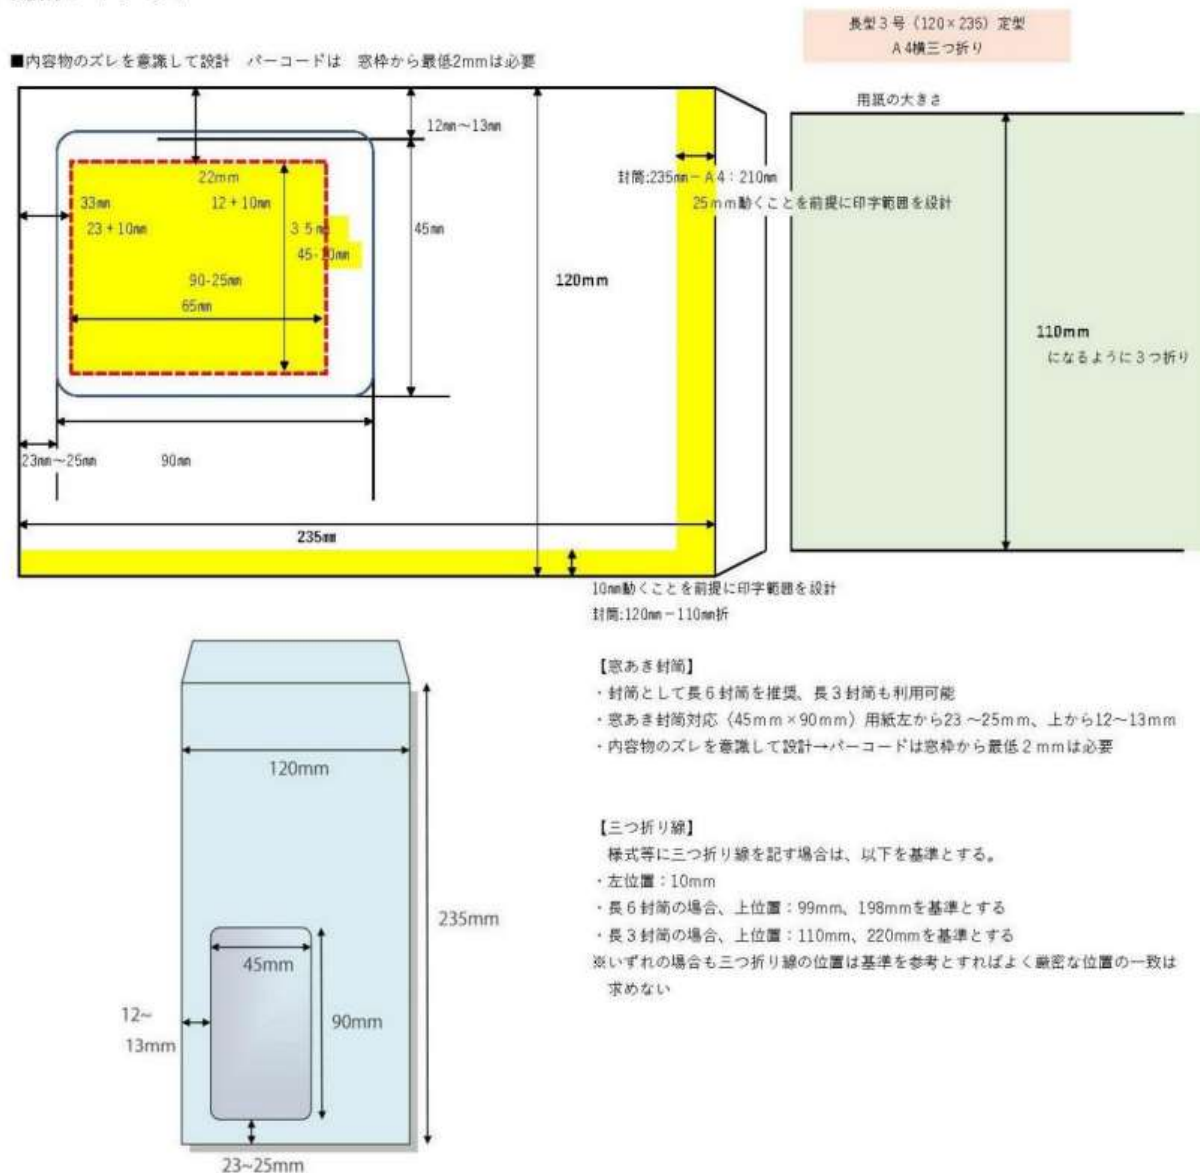 長型３号（120×235）定型
Ａ4横三つ折り
■内容物のズレを意識して設計　バーコードは　窓枠から最低2mmは必要
用紙の大きさ
12㎜～13㎜
封筒:235㎜－Ａ４：210㎜
25ｍｍ動くことを前提に印字範囲を設計
22mm
12＋10㎜
33㎜
23＋10㎜
３５㎜
45㎜
90-25㎜
65㎜
120mm
110mm
になるように３つ折り
23㎜～25㎜
90㎜
235㎜
10㎜動くことを前提に印字範囲を設計
封筒:120㎜－110㎜折
【窓あき封筒】
・封筒として長６封筒を推奨、長３封筒も利用可能
・窓あき封筒対応（45ｍｍ×90ｍｍ）用紙左から23～25ｍｍ、上から12～13ｍｍ
・内容物のズレを意識して設計→バーコードは窓枠から最低２ｍｍは必要
【三つ折り線】
様式等に三つ折り線を記す場合は、以下を基準とする。
・左位置：10mm
・長６封筒の場合、上位置：99mm、198mmを基準とする
・長３封筒の場合、上位置：110mm、220mmを基準とする
※いずれの場合も三つ折り線の位置は基準を参考とすればよく厳密な位置の一致は
求めない
120mm
235mm
45mm
90mm
12~
13mm
23~25mm